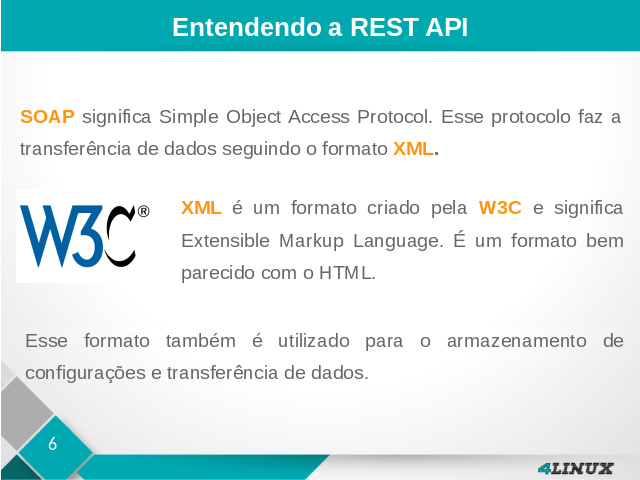 Entendendo a REST API
SOAP significa Simple Object Access Protocol. Esse protocolo faz a
transferência de dados seguindo o formato XML.
W3C®
XML é um formato criado pela W3C e significa
Extensible Markup Language. É um formato bem
parecido com o HTML.
Esse formato também é utilizado para o armazenamento de
configurações e transferência de dados.
6
4LINUX